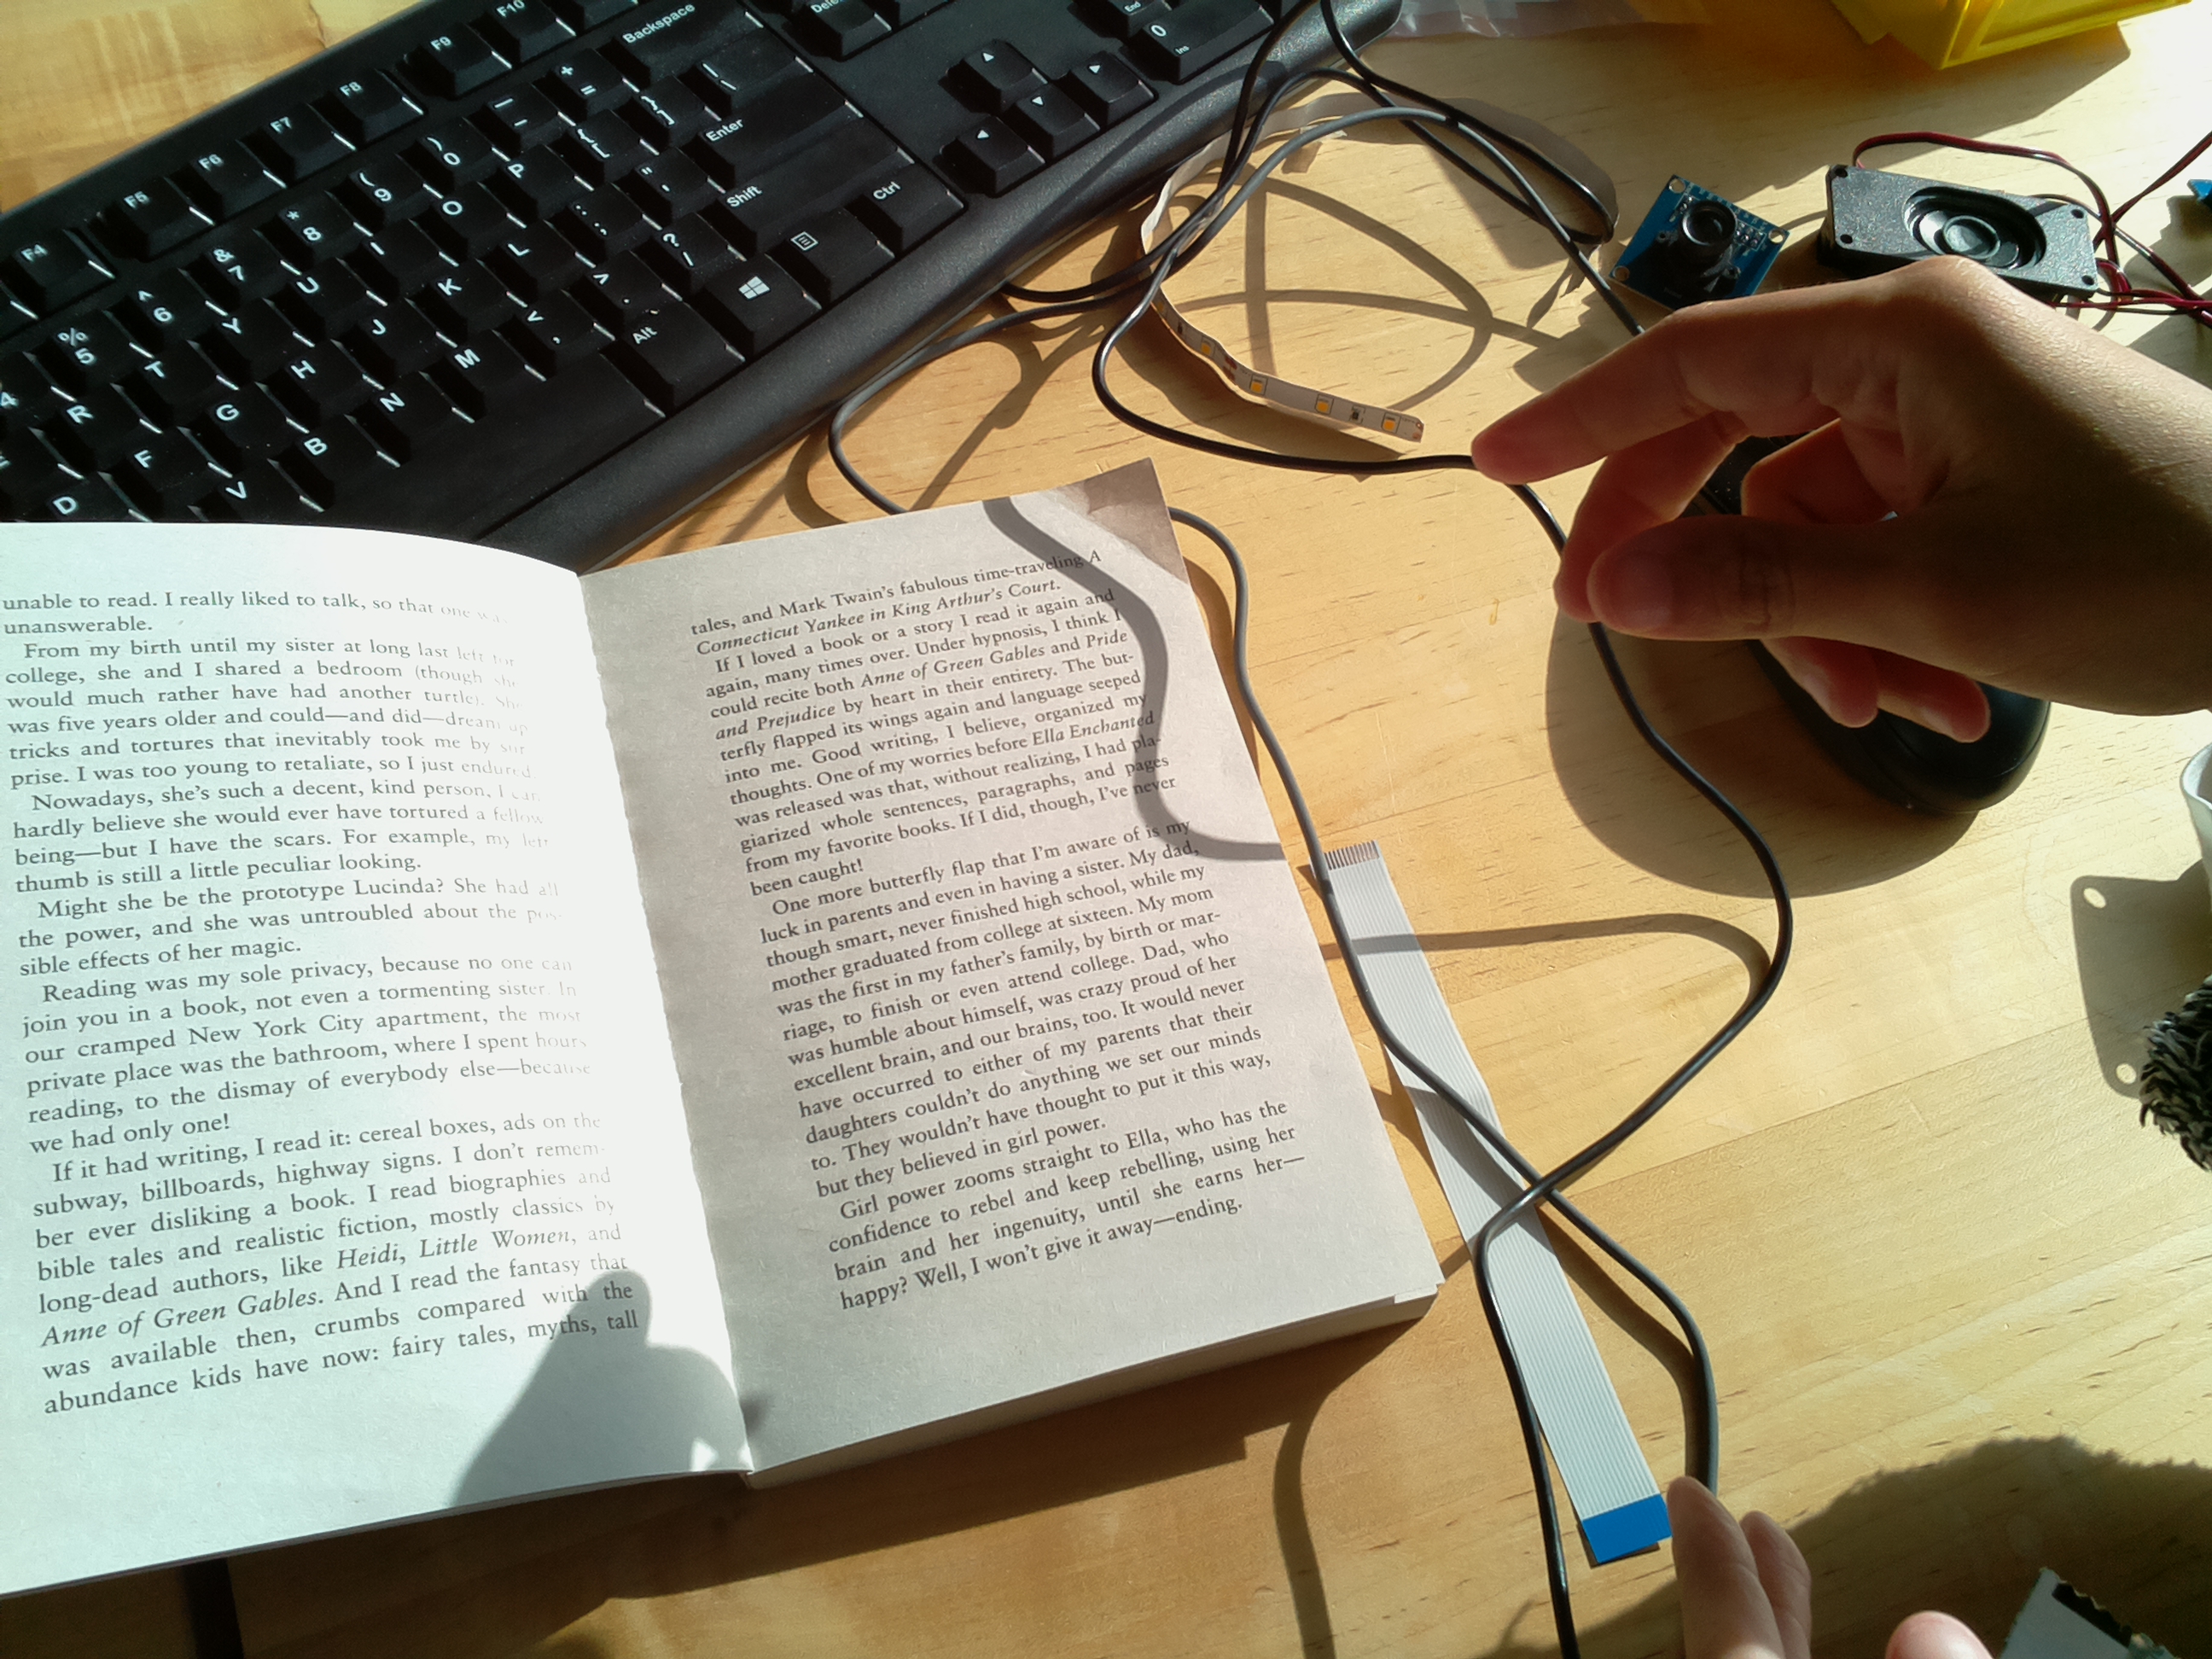 F10
Backspace
Delete
End
0
Ins
F9
F8
F7
F6
F5
F4
+
=
|
\
Enter
—
-
{
[
}
]
)
0
P
"
'
Shift
Ctrl
(
9
O
:
;
?
/
*
8
I
L
>
.
&
7
U
K
<
,
Alt
^
6
Y
J
M
%
5
T
H
N
4
R
G
B
E
F
V
D
unable to read. I really liked to talk, so that one was
unanswerable.
From my birth until my sister at long last left for
college, she and I shared a bedroom (though she
would much rather have had another turtle). She
was five years older and could—and did—dream up
tricks and tortures that inevitably took me by sur-
prise. I was too young to retaliate, so I just endured
Nowadays, she's such a decent, kind person, I can
hardly believe she would ever have tortured a fellow
being—but I have the scars. For example, my left
thumb is still a little peculiar looking.
Might she be the prototype Lucinda? She had all
the power, and she was untroubled about the pos-
sible effects of her magic.
Reading was my sole privacy, because no one can
join you in a book, not even a tormenting sister. In
our cramped New York City apartment, the most
private place was the bathroom, where I spent hours
reading, to the dismay of everybody else—because
we had only one!
If it had writing, I read it: cereal boxes, ads on the
subway, billboards, highway signs. I don't remem-
ber ever disliking a book. I read biographies and
bible tales and realistic fiction, mostly classics by
long-dead authors, like Heidi, Little Women, and
Anne of Green Gables. And I read the fantasy that
was available then, crumbs compared with the
abundance kids have now: fairy tales, myths, tall
tales, and Mark Twain's fabulous time-traveling A
Connecticut Yankee in King Arthur's Court.
If I loved a book or a story I read it again and
again, many times over. Under hypnosis, I think I
could recite both Anne of Green Gables and Pride
and Prejudice by heart in their entirety. The but-
terfly flapped its wings again and language seeped
into me. Good writing, I believe, organized my
thoughts. One of my worries before Ella Enchanted
was released was that, without realizing, I had pla-
giarized whole sentences, paragraphs, and pages
from my favorite books. If I did, though, I've never
been caught!
One more butterfly flap that I'm aware of is my
luck in parents and even in having a sister. My dad,
though smart, never finished high school, while my
mother graduated from college at sixteen. My mom
was the first in my father's family, by birth or mar-
riage, to finish or even attend college. Dad, who
was humble about himself, was crazy proud of her
excellent brain, and our brains, too. It would never
have occurred to either of my parents that their
daughters couldn't do anything we set our minds
to. They wouldn't have thought to put it this way,
but they believed in girl power.
Girl power zooms straight to Ella, who has the
confidence to rebel and keep rebelling, using her
brain and her ingenuity, until she earns her—
happy? Well, I won't give it away—ending.